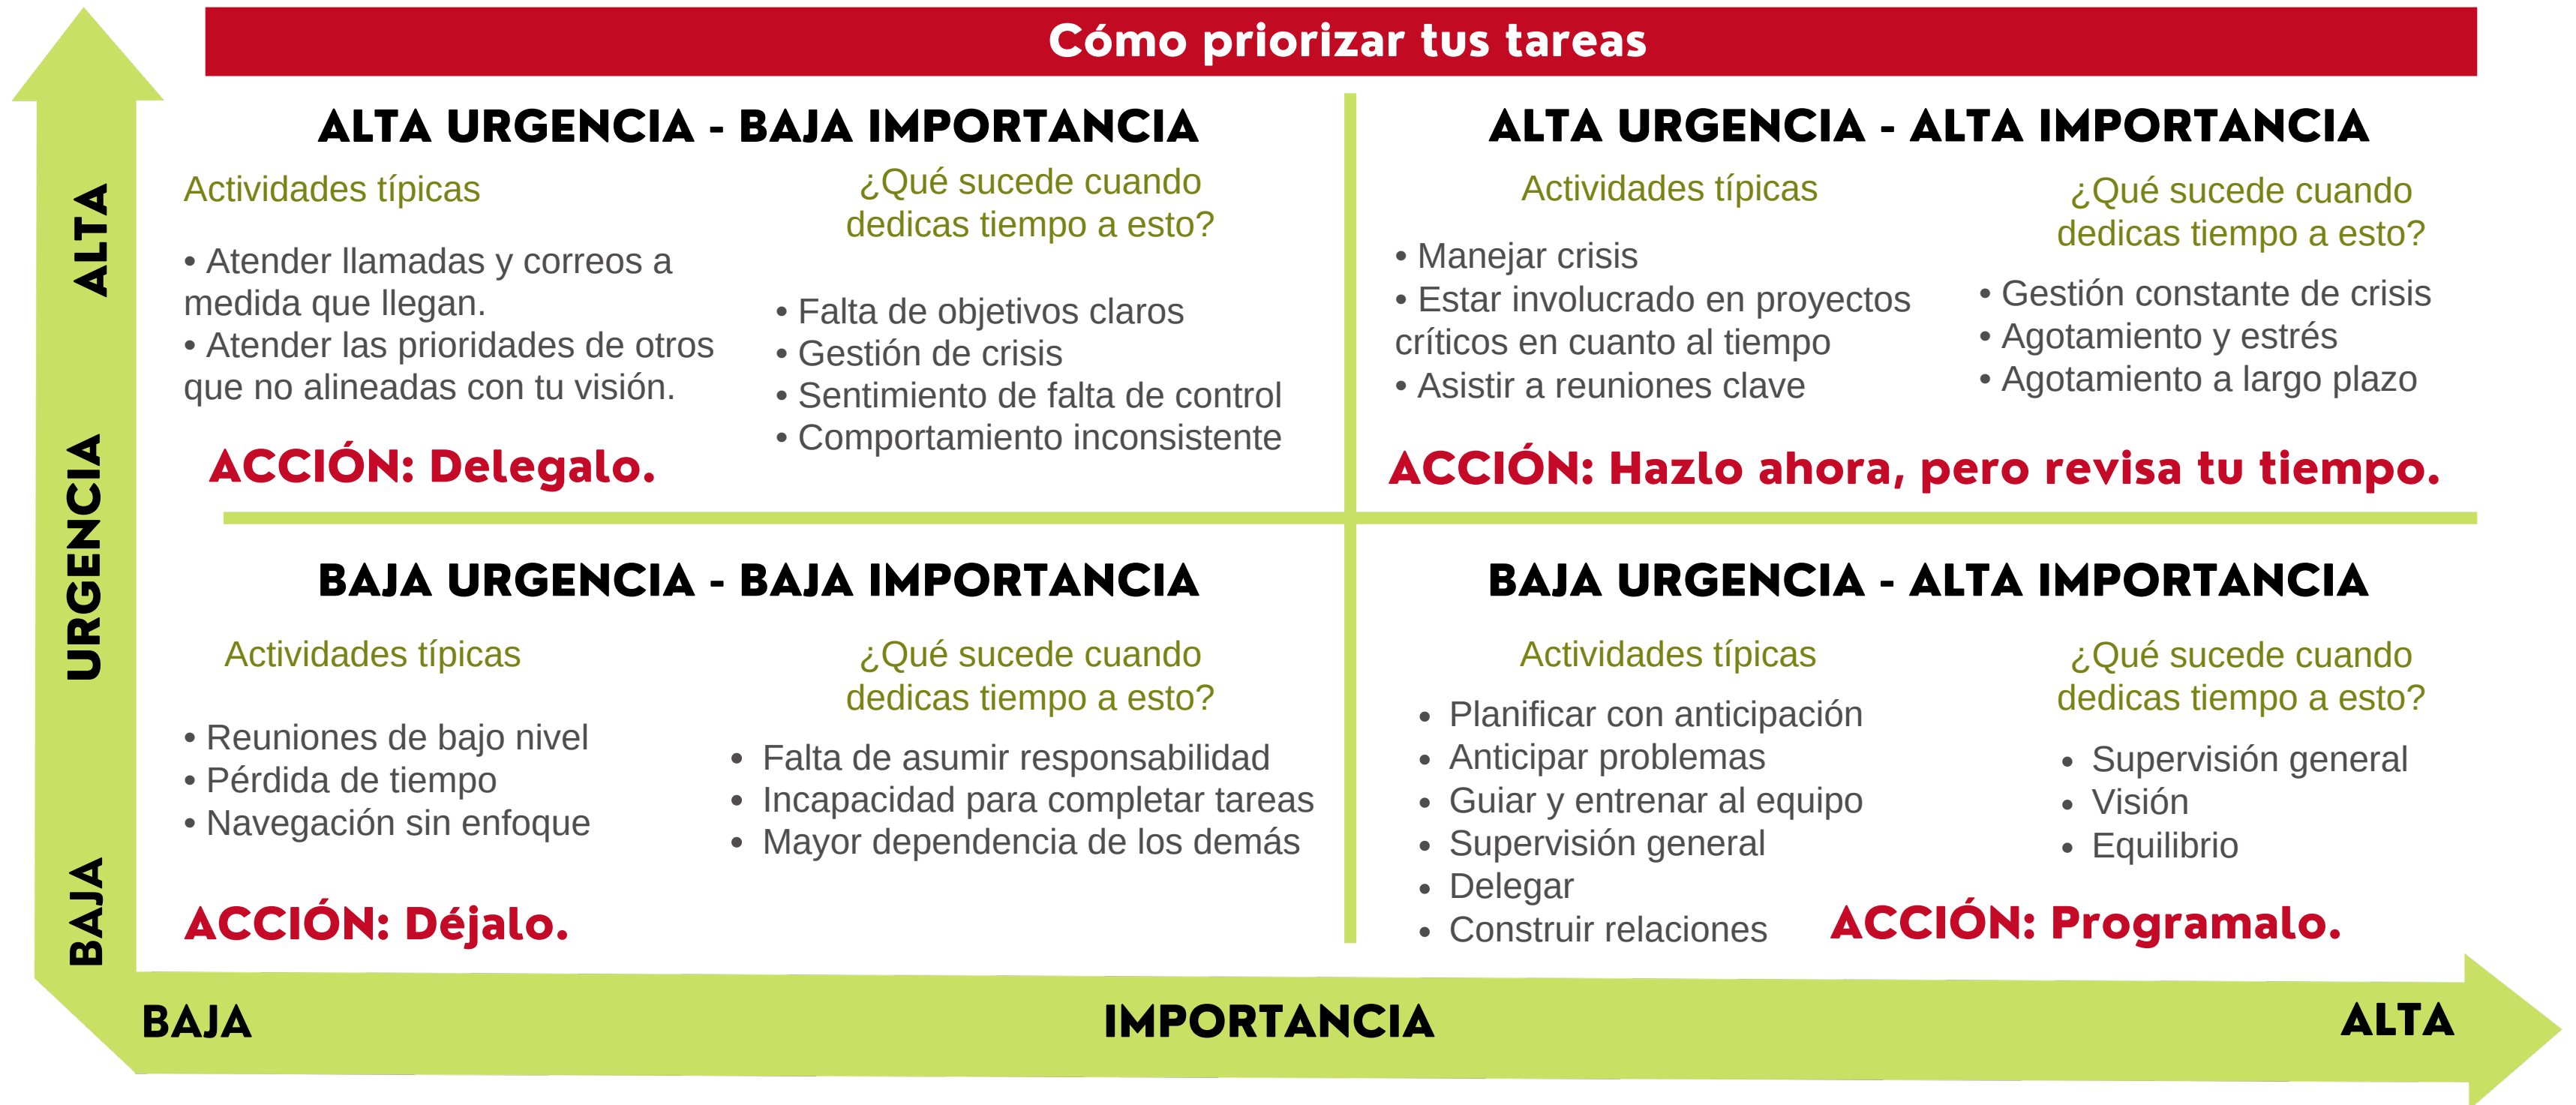 Cómo priorizar tus tareas
ALTA URGENCIA - BAJA IMPORTANCIA
Actividades típicas
• Atender llamadas y correos a
medida que llegan.
• Atender las prioridades de otros
que no alineadas con tu visión.
¿Qué sucede cuando
dedicas tiempo a esto?
• Falta de objetivos claros
• Gestión de crisis
• Sentimiento de falta de control
• Comportamiento inconsistente
ACCIÓN: Delegalo.
ALTA URGENCIA - ALTA IMPORTANCIA
Actividades típicas
• Manejar crisis
• Estar involucrado en proyectos
críticos en cuanto al tiempo
• Asistir a reuniones clave
¿Qué sucede cuando
dedicas tiempo a esto?
• Gestión constante de crisis
• Agotamiento y estrés
• Agotamiento a largo plazo
ACCIÓN: Hazlo ahora, pero revisa tu tiempo.
BAJA URGENCIA - BAJA IMPORTANCIA
Actividades típicas
• Reuniones de bajo nivel
• Pérdida de tiempo
• Navegación sin enfoque
¿Qué sucede cuando
dedicas tiempo a esto?
• Falta de asumir responsabilidad
• Incapacidad para completar tareas
• Mayor dependencia de los demás
ACCIÓN: Déjalo.
BAJA URGENCIA - ALTA IMPORTANCIA
Actividades típicas
• Planificar con anticipación
• Anticipar problemas
• Guiar y entrenar al equipo
• Supervisión general
• Delegar
• Construir relaciones
¿Qué sucede cuando
dedicas tiempo a esto?
• Supervisión general
• Visión
• Equilibrio
ACCIÓN: Programalo.
ALTA
URGENCIA
BAJA
BAJA
IMPORTANCIA
ALTA